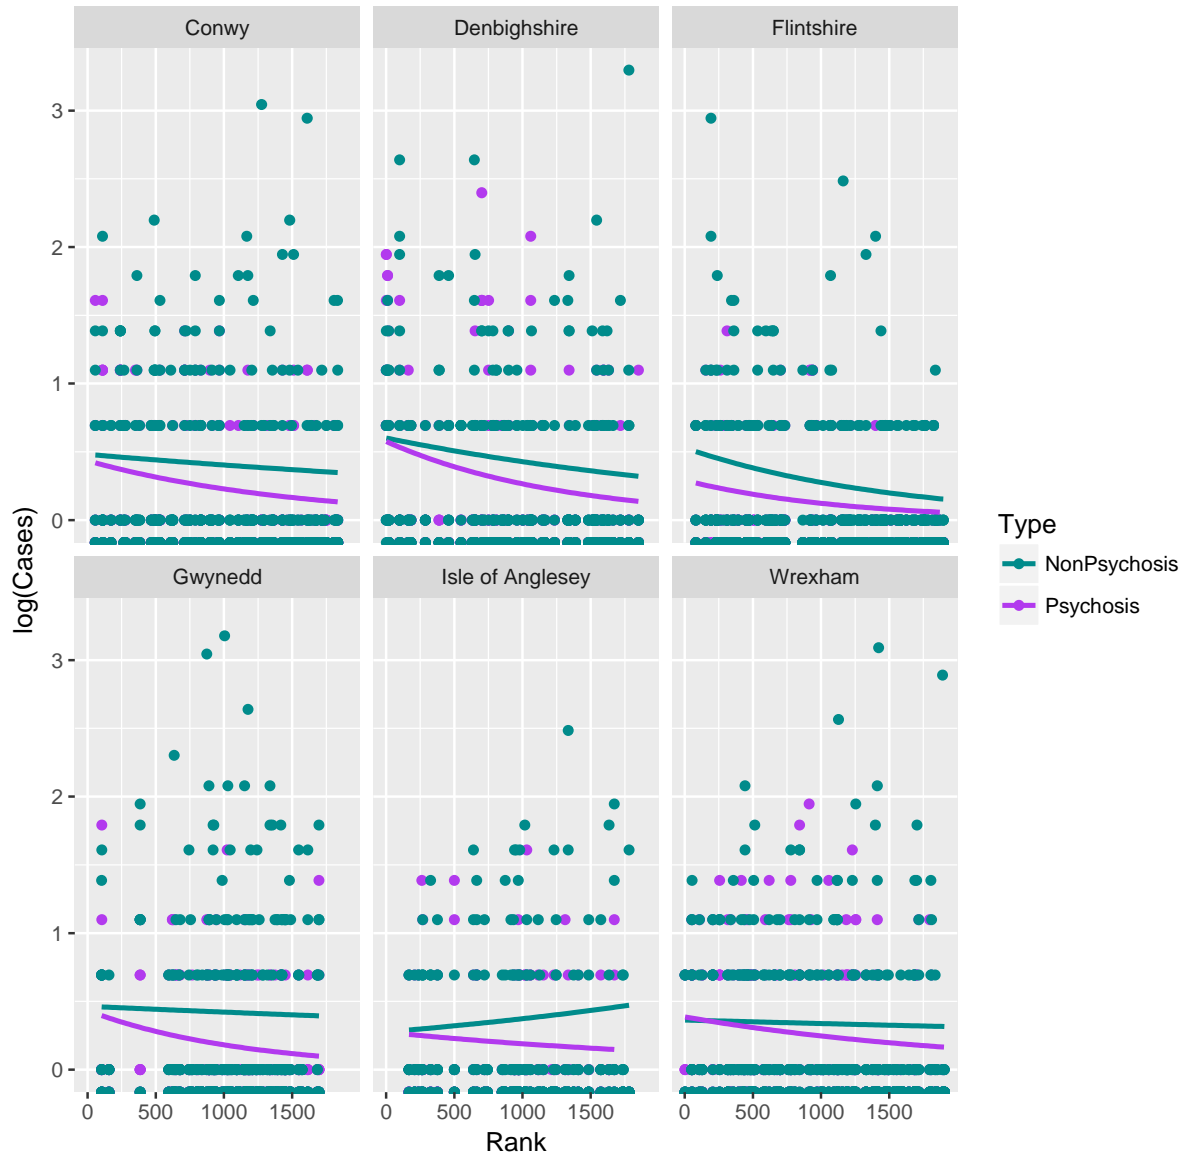 Conwy Denbighshire Flintshire
3
2
1
0
Gwynedd Isle of Anglesey Wrexham
3
2
1
0
0 500 1000 1500 0 500 1000 1500 0 500 1000 1500
Rank
log(Cases)
Type
NonPsychosis
Psychosis